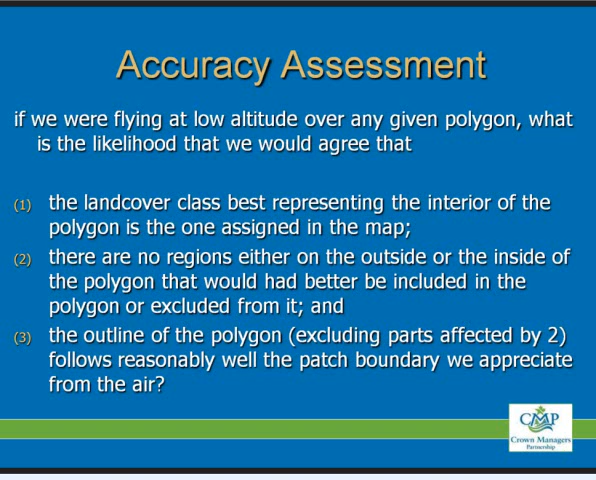 Accuracy Assessment
if we were flying at low altitude over any given polygon, what
is the likelihood that we would agree that
(1) the landcover class best representing the interior of the
polygon is the one assigned in the map;
(2) there are no regions either on the outside or the inside of
the polygon that would had better be included in the
polygon or excluded from it; and
(3) the outline of the polygon (excluding parts affected by 2)
follows reasonably well the patch boundary we appreciate
from the air?
CMP
Crown Managers
Partnership